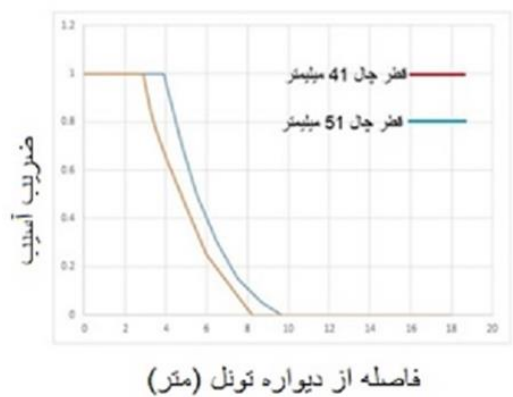 1.2
1
0.8
0.6
0.4
0.2
0
0 2 4 6 8 10 12 14 16 18 20
قطر چال 41 میلیمتر
قطر چال 51 میلیمتر
ضریب آسیب
فاصله از دیواره تونل (متر)